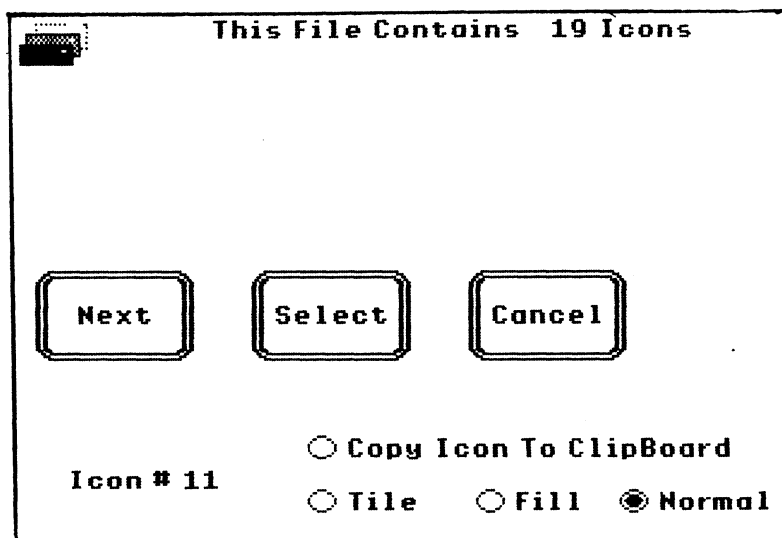 This File Contains 19 Icons
Next Select Cancel
Copy Icon To ClipBoard
Icon # 11
Tile Fill Normal